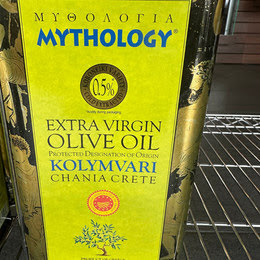 ΜΥΘΟΛΟΓΙΑ
MYTHOLOGY®
0.5%
EXTRA VIRGIN
OLIVE OIL
PROTECTED DESIGNATION OF ORIGIN
KOLYMVARI
CHANIA CRETE